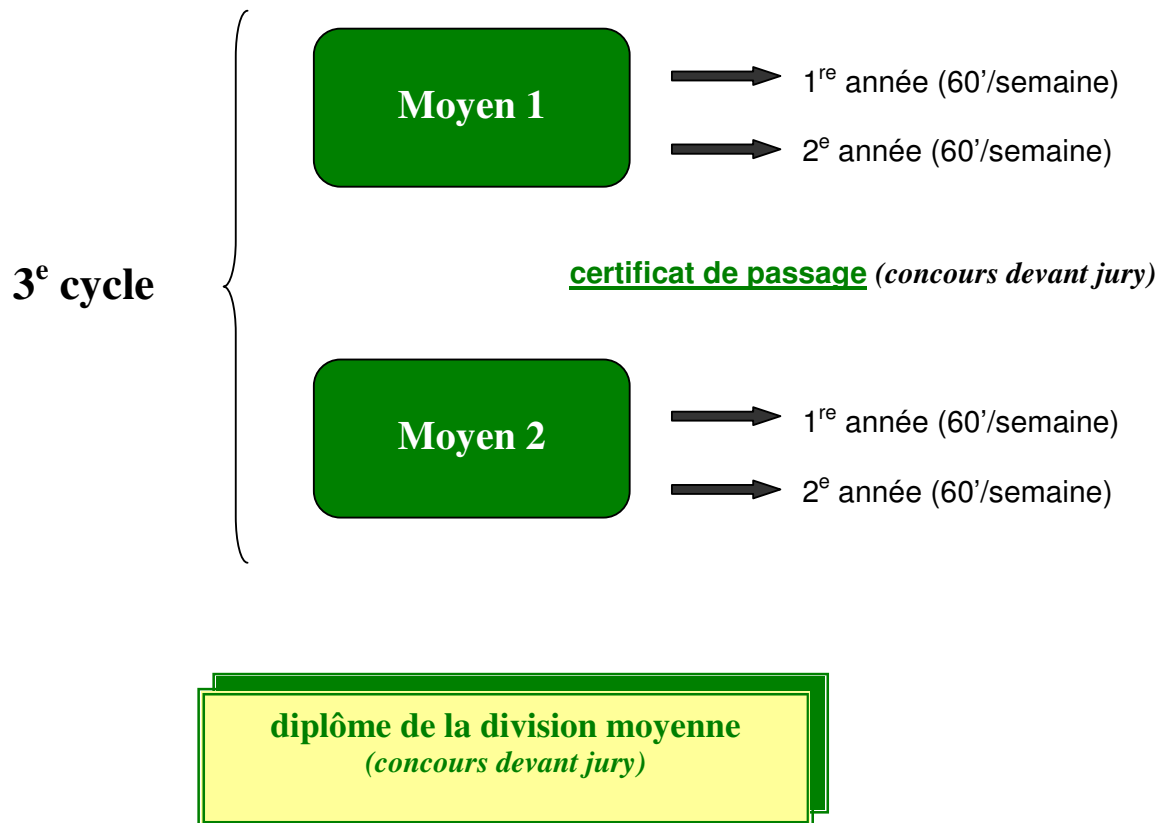 Moyen 1
1re année (60’/semaine)
2e année (60’/semaine)
3e cycle
certificat de passage (concours devant jury)
Moyen 2
1re année (60’/semaine)
2e année (60’/semaine)
diplôme de la division moyenne
(concours devant jury)